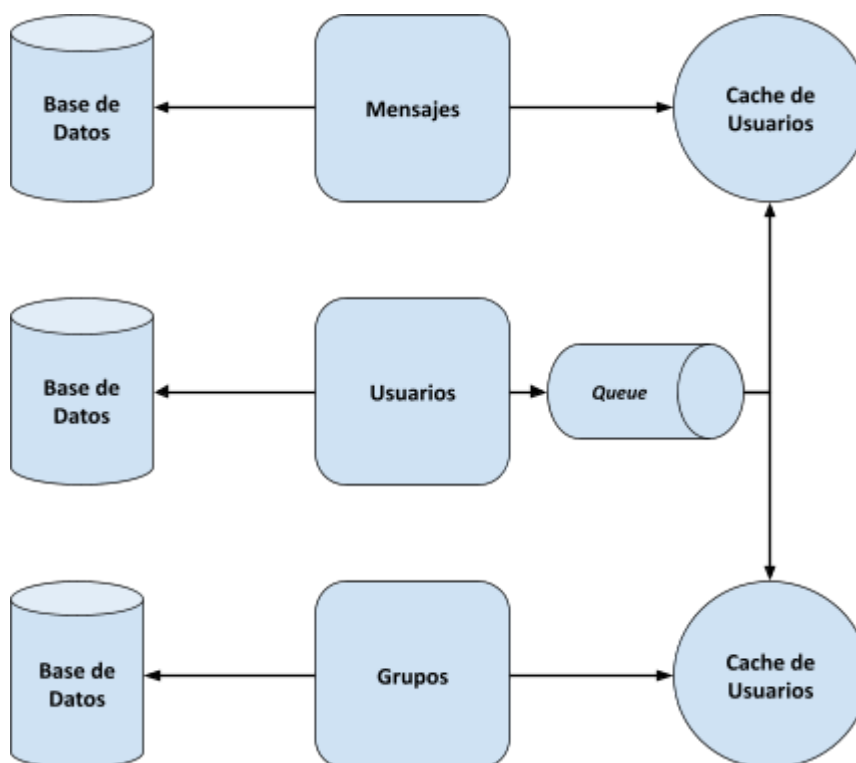 Base de
Datos
Mensajes
Cache de
Usuarios
Base de
Datos
Usuarios
Queue
Base de
Datos
Grupos
Cache de
Usuarios